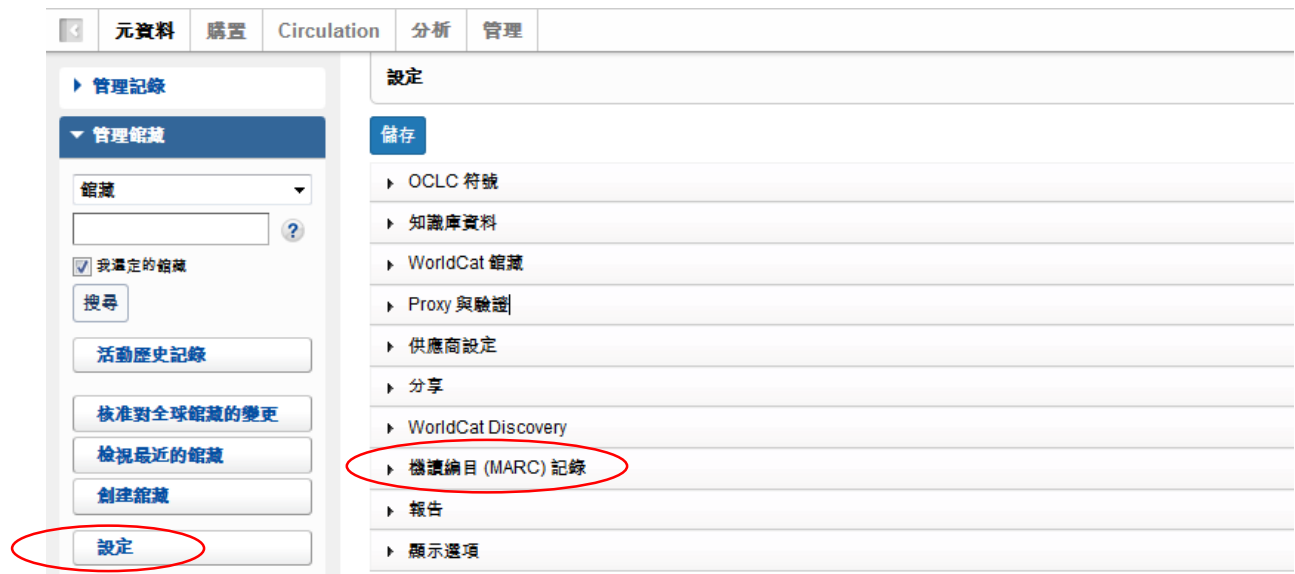 元資料 購置 Circulation 分析 管理
管理記錄
管理館藏
館藏
?
我選定的館藏
搜尋
活動歷史記錄
核准對全球館藏的變更
檢視最近的館藏
創建館藏
設定
設定
儲存
OCLC 符號
知識庫資料
WorldCat 館藏
Proxy 與驗證
供應商設定
分享
WorldCat Discovery
機讀編目 (MARC) 記錄
報告
顯示選項